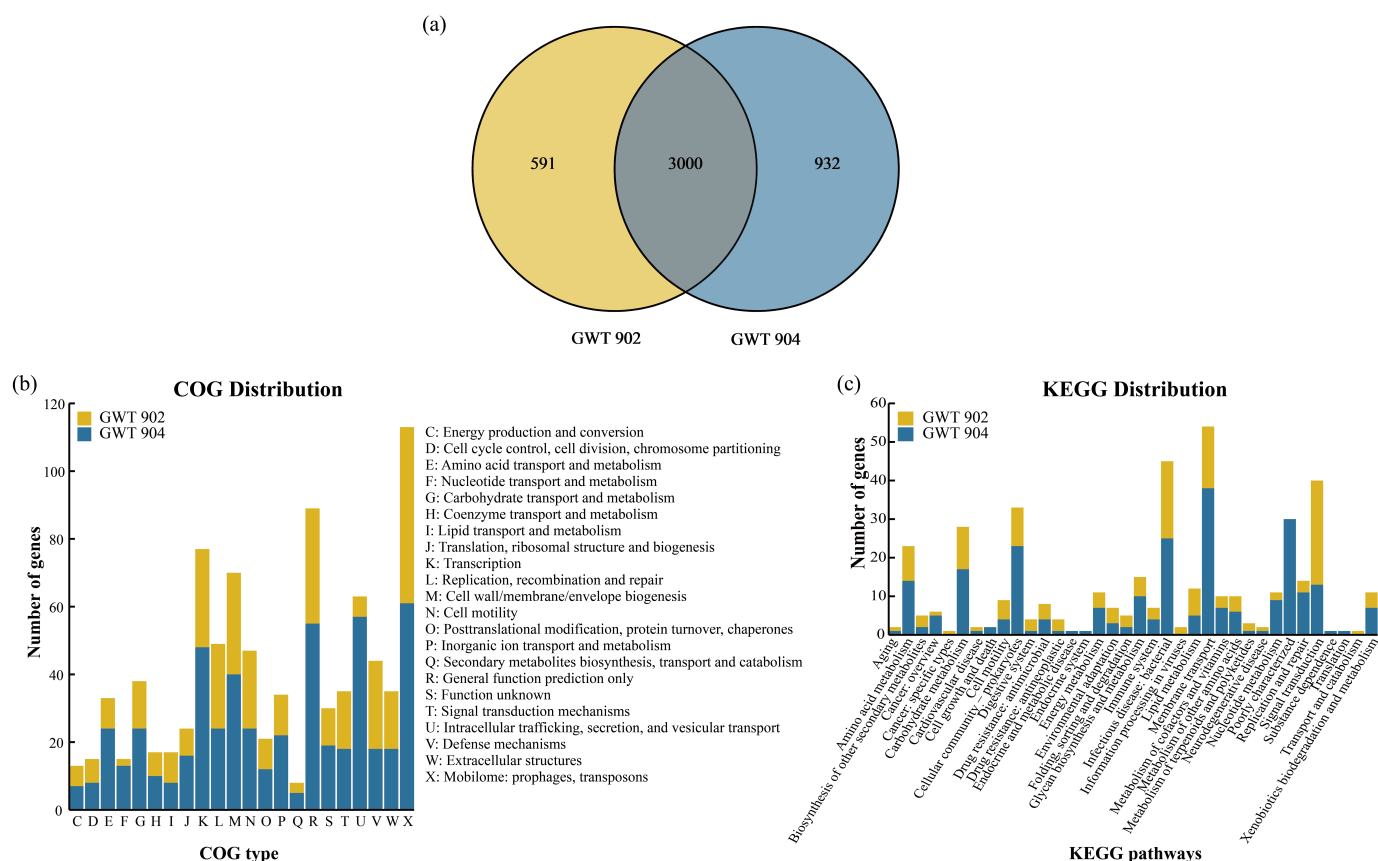 (a)
591
3000
932
GWT 902
GWT 904
(b)
COG Distribution
120
100
80
60
40
20
0
Number of genes
GWT 902
GWT 904
C D E F G H I J K L M N O P Q R S T U V W X
COG type
C: Energy production and conversion
D: Cell cycle control, cell division, chromosome partitioning
E: Amino acid transport and metabolism
F: Nucleotide transport and metabolism
G: Carbohydrate transport and metabolism
H: Coenzyme transport and metabolism
I: Lipid transport and metabolism
J: Translation, ribosomal structure and biogenesis
K: Transcription
L: Replication, recombination and repair
M: Cell wall/membrane/envelope biogenesis
N: Cell motility
O: Posttranslational modification, protein turnover, chaperones
P: Inorganic ion transport and metabolism
Q: Secondary metabolites biosynthesis, transport and catabolism
R: General function prediction only
S: Function unknown
T: Signal transduction mechanisms
U: Intracellular trafficking, secretion, and vesicular transport
V: Defense mechanisms
W: Extracellular structures
X: Mobilome: prophages, transposons
(c)
KEGG Distribution
60
50
40
30
20
10
0
Number of genes
GWT 902
GWT 904
Aging
Amino acid metabolism
Biosynthesis of other secondary metabolites
Cancer: overview
Cancer: specific types
Carbohydrate metabolism
Cardiovascular disease
Cell growth and death
Cell motility
Cellular community - prokaryotes
Digestive system
Drug resistance: antimicrobial
Drug resistance: antineoplastic
Endocrine and metabolic disease
Endocrine system
Energy metabolism
Environmental adaptation
Folding, sorting and degradation
Glycan biosynthesis and metabolism
Immune system
Infectious disease: bacterial
Information processing in viruses
Lipid metabolism
Membrane transport
Metabolism of cofactors and vitamins
Metabolism of other amino acids
Metabolism of terpenoids and polyketides
Neurodegenerative disease
Nucleotide metabolism
Poorly characterized
Replication and repair
Signal transduction
Substance dependence
Translation
Transport and catabolism
Xenobiotics biodegradation and metabolism
KEGG pathways